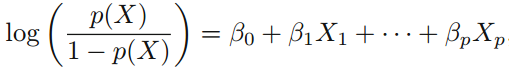 log ( p(X) / (1 − p(X)) ) = β₀ + β₁X₁ + ⋯ + βₚXₚ.